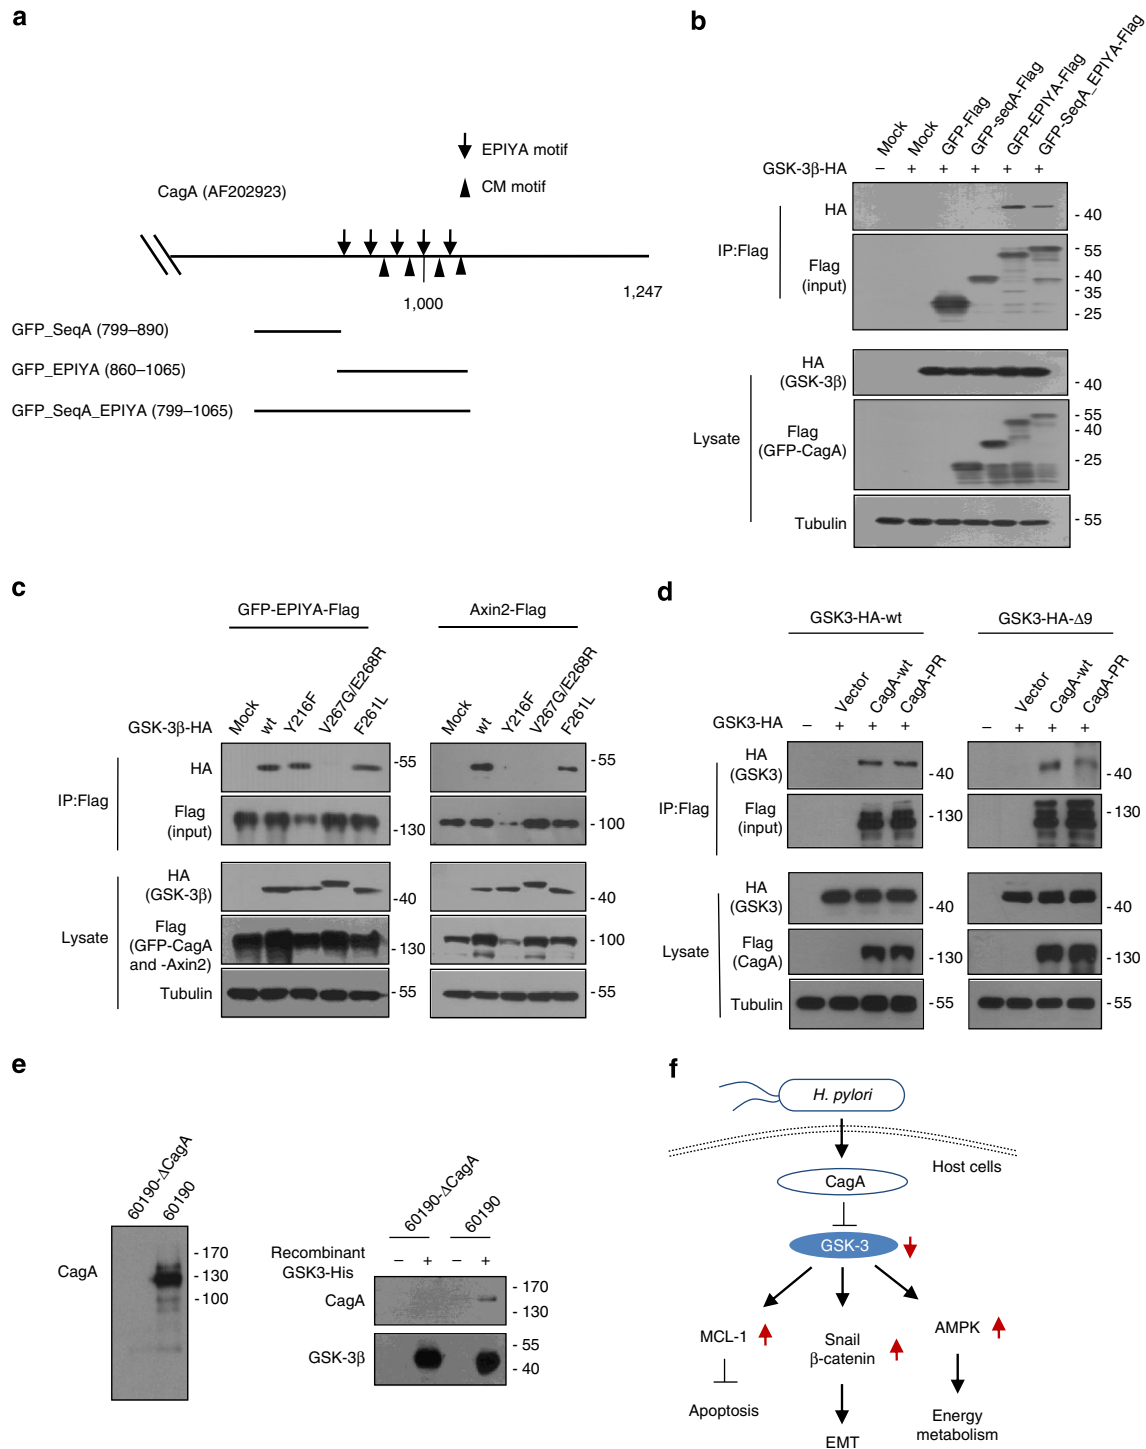 a
EPIYA motif
CM motif
CagA (AF202923)
1,000
1,247
GFP_SeqA (799–890)
GFP_EPIYA (860–1065)
GFP_SeqA_EPIYA (799–1065)
b
Mock
Mock
GFP-Flag
GFP-seqA-Flag
GFP-EPIYA-Flag
GFP-SeqA_EPIYA-Flag
GSK-3β-HA – + + + + +
IP:Flag
HA
- 40
Flag
(input)
- 55
- 40
- 35
- 25
Lysate
HA
(GSK-3β)
- 40
Flag
(GFP-CagA)
- 55
- 40
- 25
Tubulin
- 55
c
GFP-EPIYA-Flag
Axin2-Flag
GSK-3β-HA
Mock
wt
Y216F
V267G/E268R
F261L
Mock
wt
Y216F
V267G/E268R
F261L
IP:Flag
HA
-55
- 55
Flag
(input)
-130
- 100
Lysate
HA
(GSK-3β)
-40
- 40
Flag
(GFP-CagA
and -Axin2)
-130
- 100
Tubulin
- 55
- 55
d
GSK3-HA-wt
GSK3-HA-Δ9
Vector
CagA-wt
CagA-PR
Vector
CagA-wt
CagA-PR
GSK3-HA – + + + – + + +
IP:Flag
HA
(GSK3)
- 40
- 40
Flag
(input)
- 130
- 130
Lysate
HA
(GSK3)
- 40
- 40
Flag
(CagA)
- 130
- 130
Tubulin
- 55
- 55
e
60190-ΔCagA
60190
CagA
- 170
- 130
- 100
60190-ΔCagA
60190
Recombinant
GSK3-His
– + – +
CagA
- 170
- 130
GSK-3β
- 55
- 40
f
H. pylori
Host cells
CagA
GSK-3
MCL-1
Snail
β-catenin
AMPK
Apoptosis
EMT
Energy
metabolism